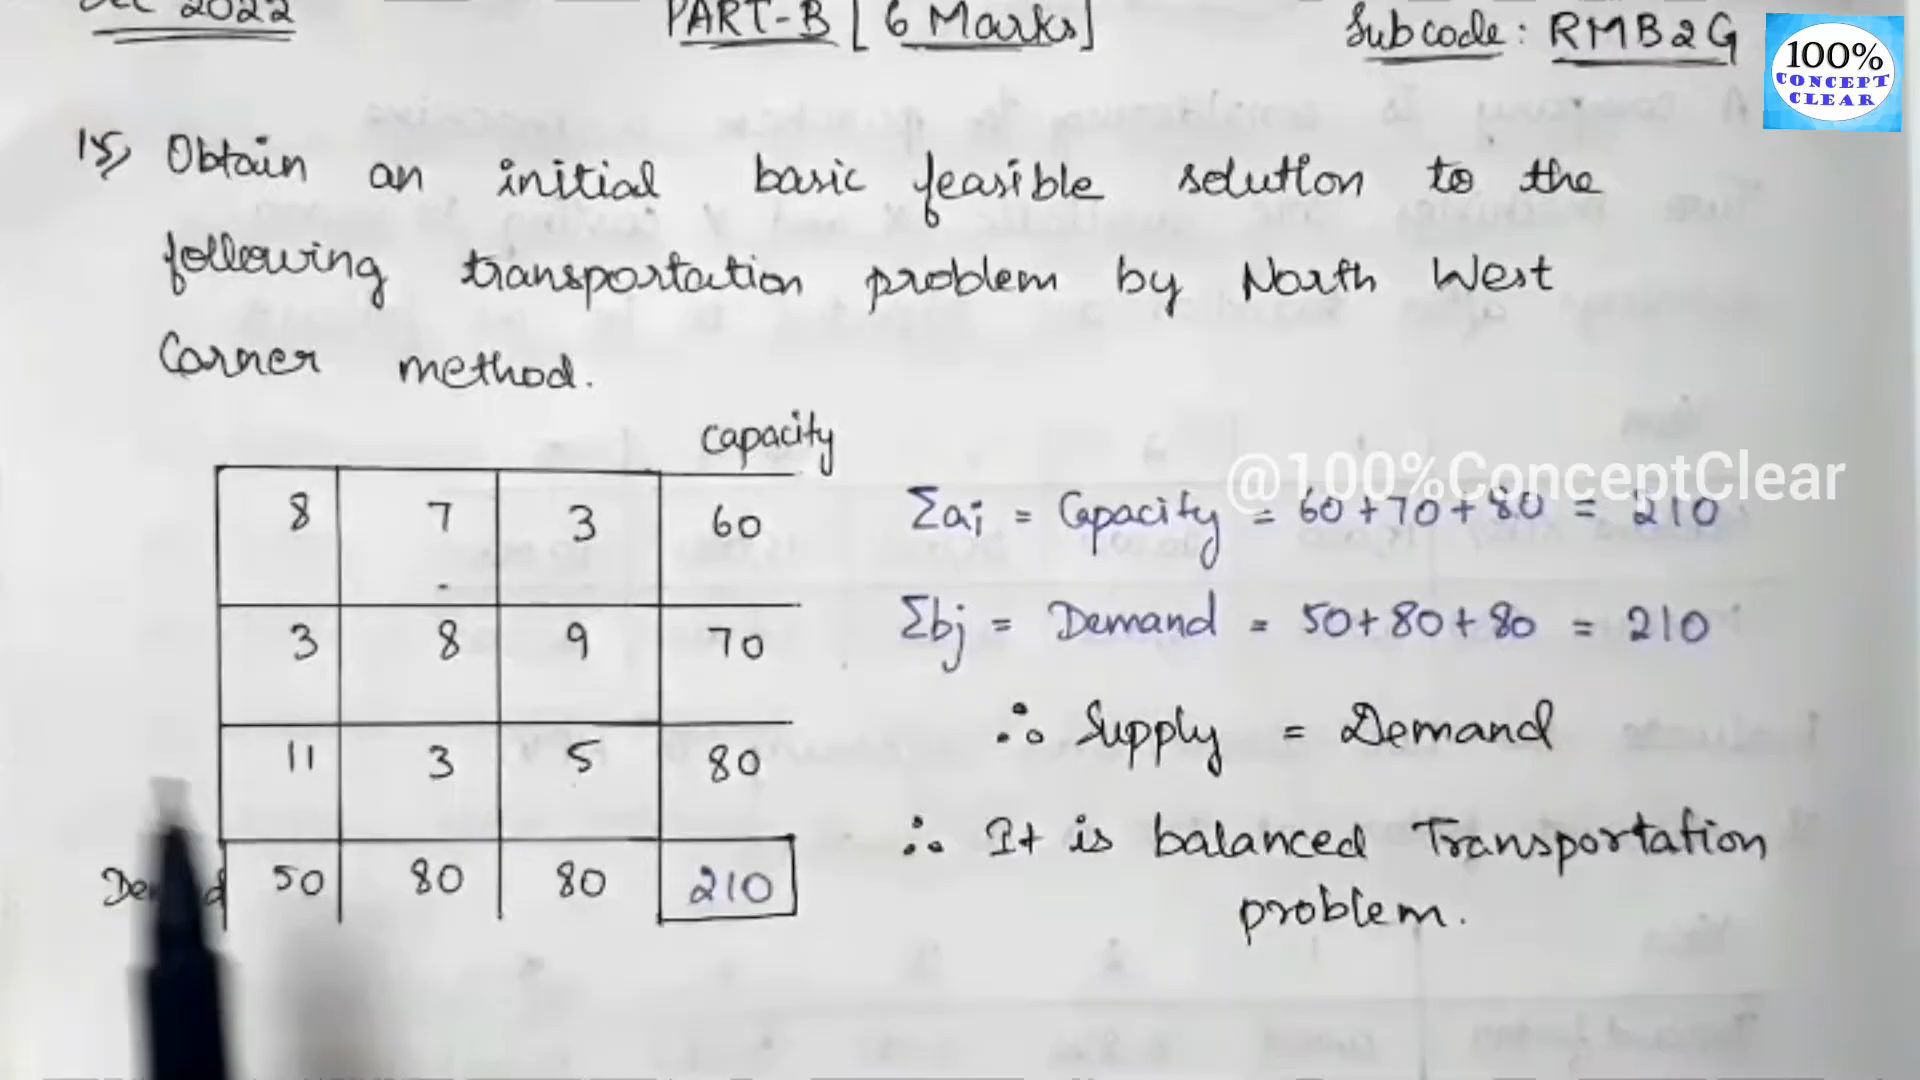 Dec 2022 PART-B [ 6 Marks] Subcode: RMB2G
100%
CONCEPT
CLEAR
15) Obtain an initial basic feasible solution to the
following transportation problem by North West
Corner method.
capacity
@100%ConceptClear
8 7 3 60
Σai = Capacity = 60+70+80 = 210
3 8 9 70
Σbj = Demand = 50+80+80 = 210
∴ Supply = Demand
11 3 5 80
∴ It is balanced Transportation
problem.
50 80 80 210